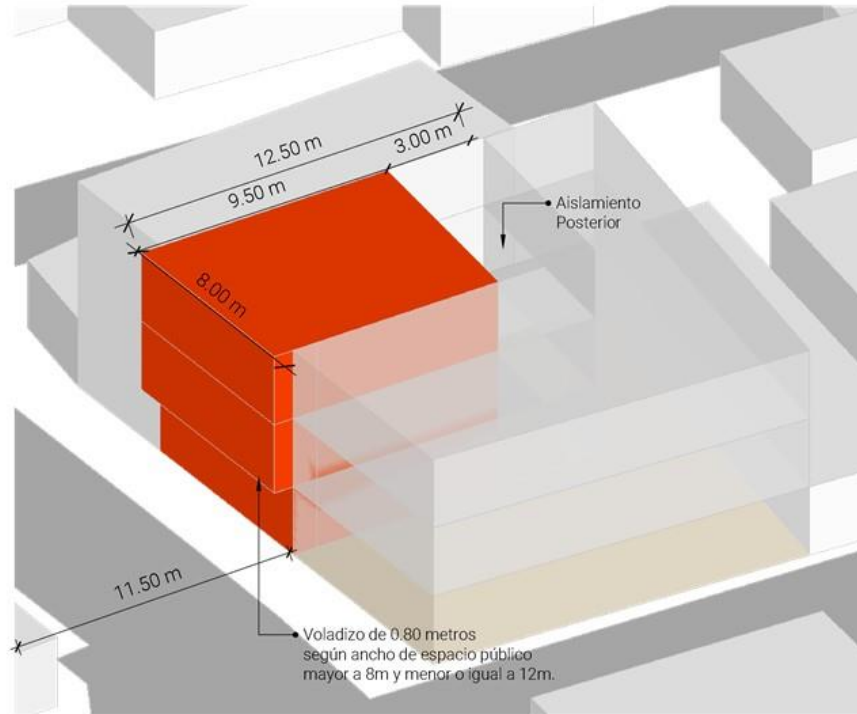 12.50 m
3.00 m
9.50 m
Aislamiento
Posterior
8.00 m
11.50 m
Voladizo de 0.80 metros
según ancho de espacio público
mayor a 8m y menor o igual a 12m.